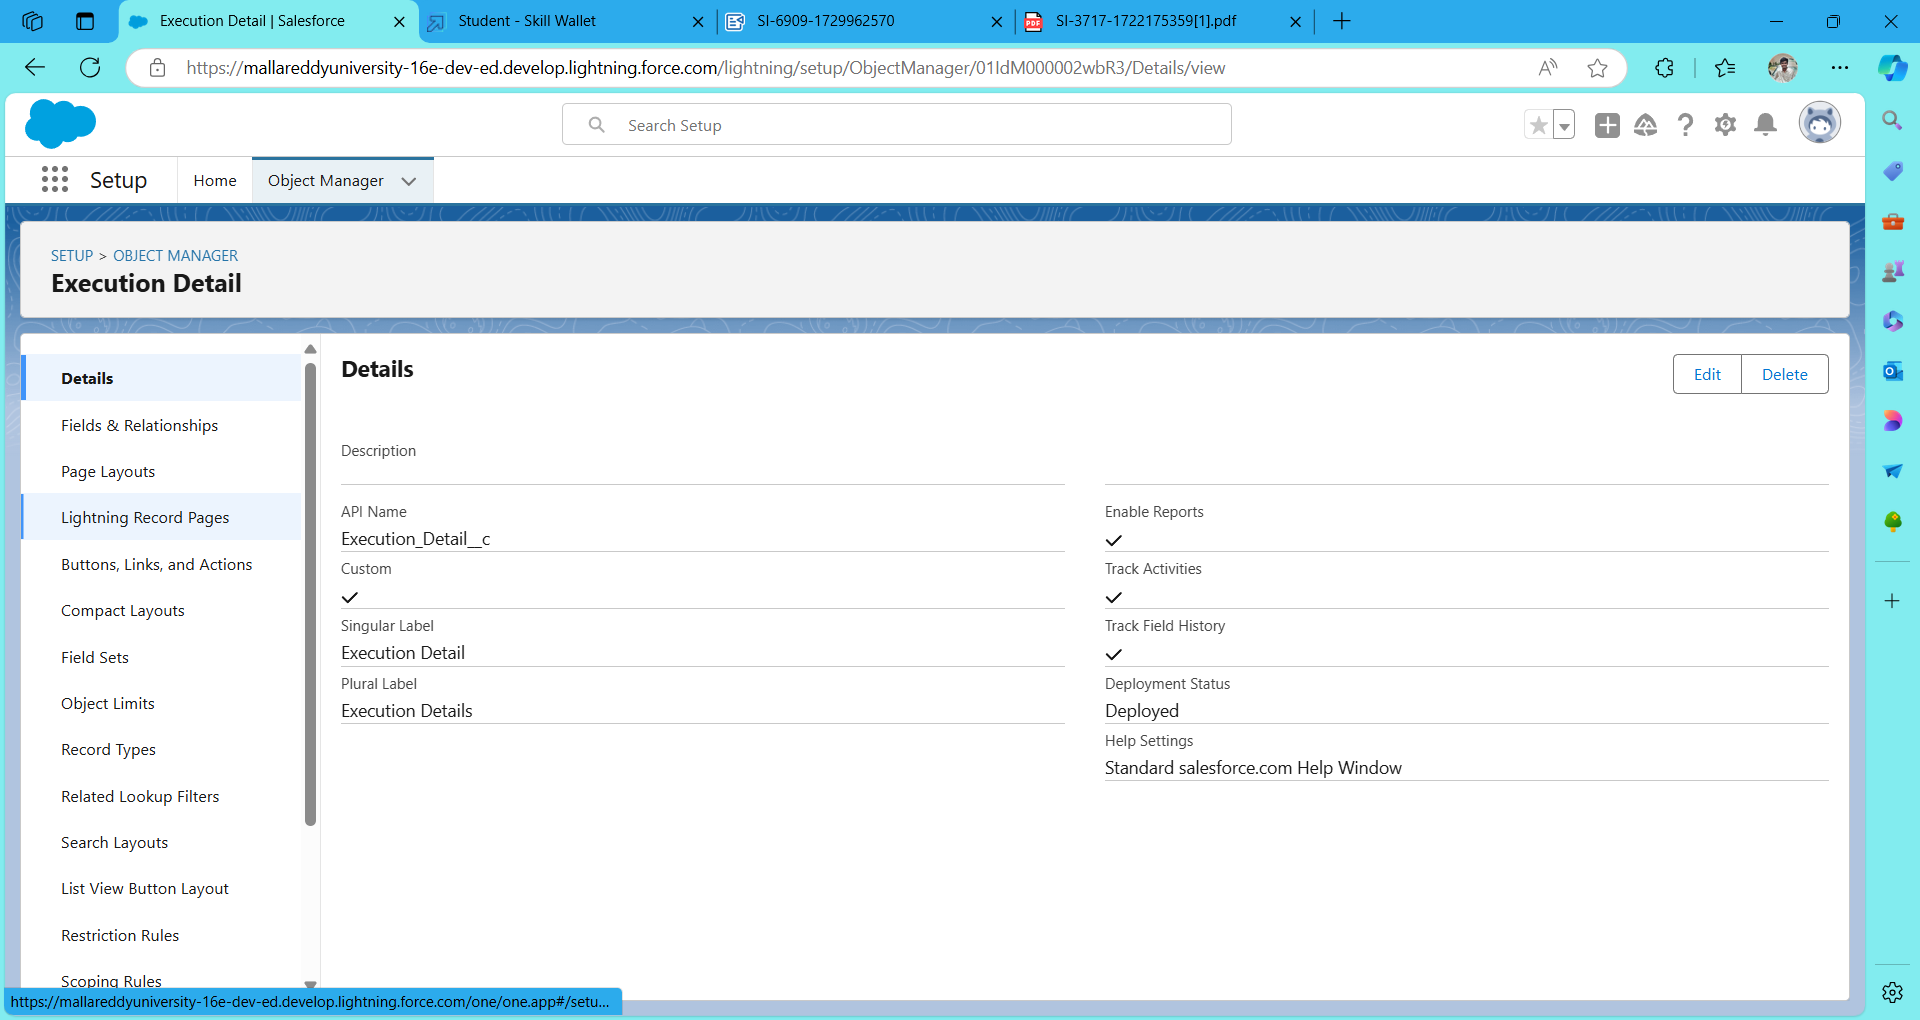 Execution Detail | Salesforce
Student - Skill Wallet
SI-6909-1729962570
SI-3717-1722175359[1].pdf
https://mallareddyuniversity-16e-dev-ed.develop.lightning.force.com/lightning/setup/ObjectManager/01IdM000002wbR3/Details/view
Search Setup
Setup
Home
Object Manager
SETUP > OBJECT MANAGER
Execution Detail
Details
Fields & Relationships
Page Layouts
Lightning Record Pages
Buttons, Links, and Actions
Compact Layouts
Field Sets
Object Limits
Record Types
Related Lookup Filters
Search Layouts
List View Button Layout
Restriction Rules
Scoping Rules
Details
Edit
Delete
Description
API Name
Execution_Detail__c
Custom
Singular Label
Execution Detail
Plural Label
Execution Details
Enable Reports
Track Activities
Track Field History
Deployment Status
Deployed
Help Settings
Standard salesforce.com Help Window
https://mallareddyuniversity-16e-dev-ed.develop.lightning.force.com/one/one.app#/setu...